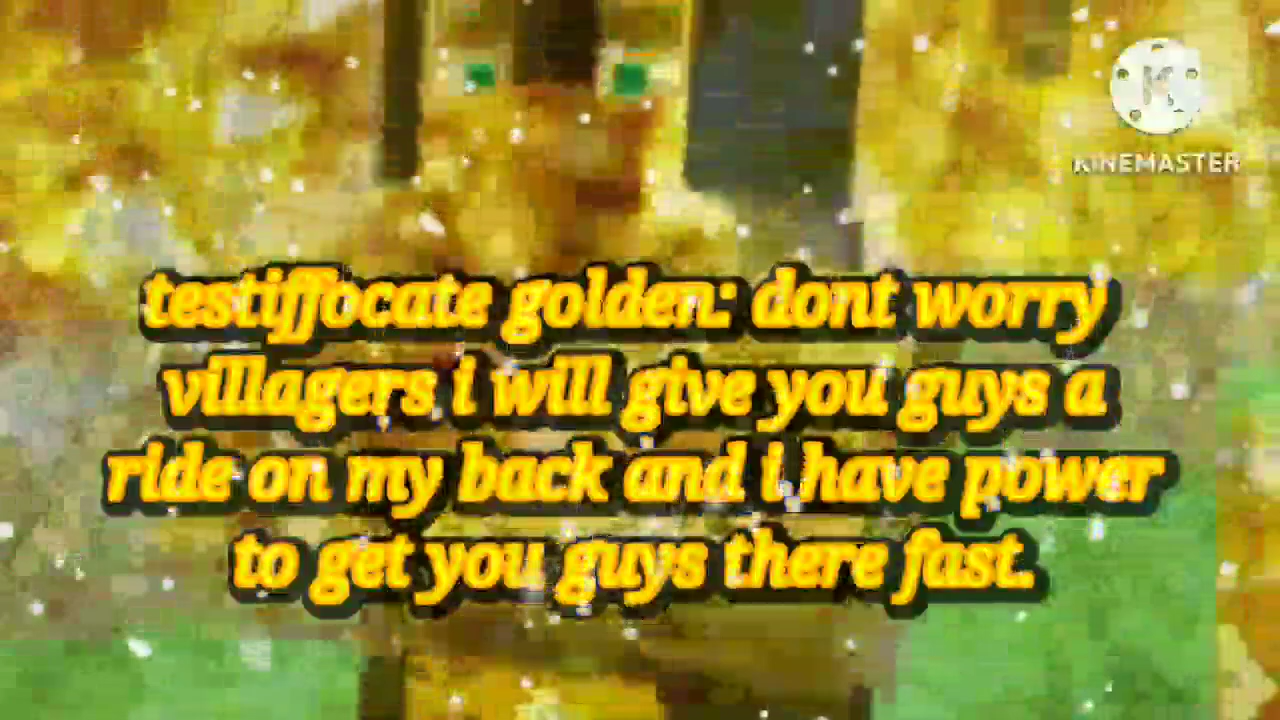 KINEMASTER
testiffocate golden: dont worry
villagers i will give you guys a
ride on my back and i have power
to get you guys there fast.